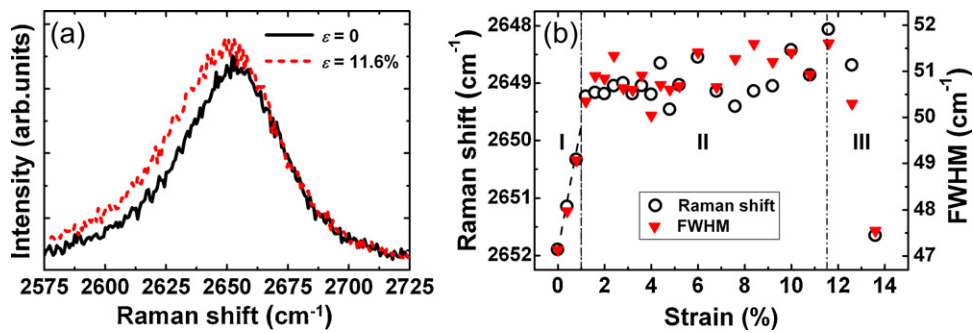 (a)
ε = 0
ε = 11.6%
Intensity (arb.units)
2575 2600 2625 2650 2675 2700 2725
Raman shift (cm⁻¹)
(b)
2648
2649
2650
2651
2652
Raman shift (cm⁻¹)
I
II
III
Raman shift
FWHM
52
51
50
49
48
47
FWHM (cm⁻¹)
0 2 4 6 8 10 12 14
Strain (%)